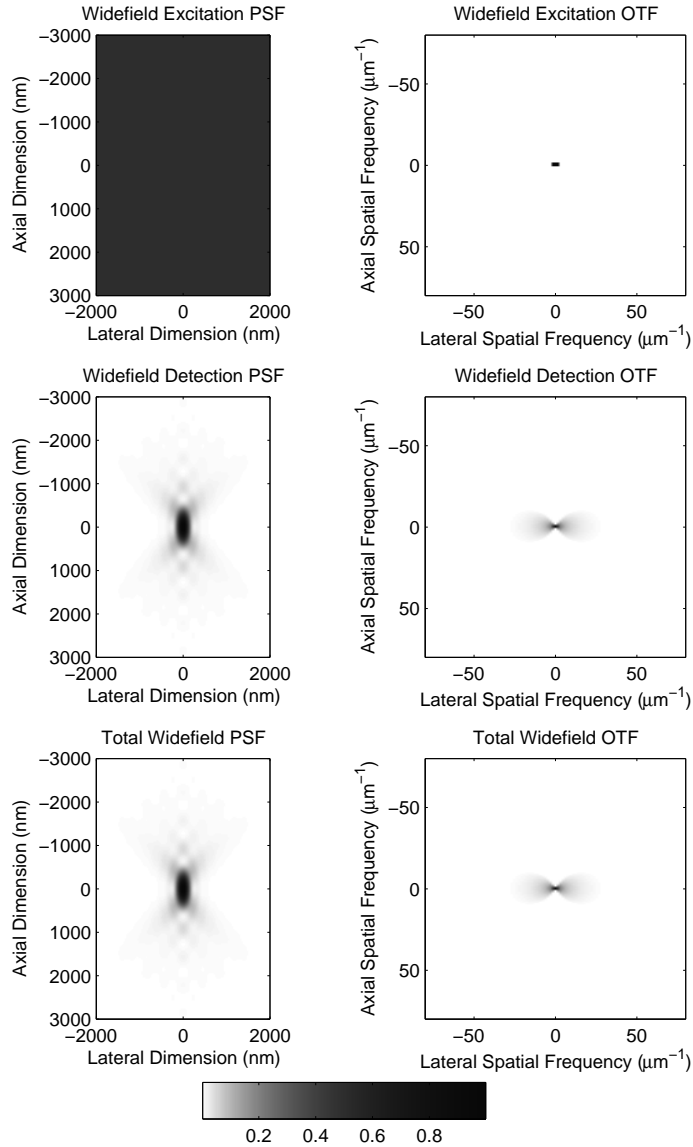 Widefield Excitation PSF
Axial Dimension (nm)
−3000
−2000
−1000
0
1000
2000
3000
−2000 0 2000
Lateral Dimension (nm)
Widefield Excitation OTF
Axial Spatial Frequency (µm⁻¹)
−50
0
50
−50 0 50
Lateral Spatial Frequency (µm⁻¹)
Widefield Detection PSF
Axial Dimension (nm)
−3000
−2000
−1000
0
1000
2000
3000
−2000 0 2000
Lateral Dimension (nm)
Widefield Detection OTF
Axial Spatial Frequency (µm⁻¹)
−50
0
50
−50 0 50
Lateral Spatial Frequency (µm⁻¹)
Total Widefield PSF
Axial Dimension (nm)
−3000
−2000
−1000
0
1000
2000
3000
−2000 0 2000
Lateral Dimension (nm)
Total Widefield OTF
Axial Spatial Frequency (µm⁻¹)
−50
0
50
−50 0 50
Lateral Spatial Frequency (µm⁻¹)
0.2 0.4 0.6 0.8